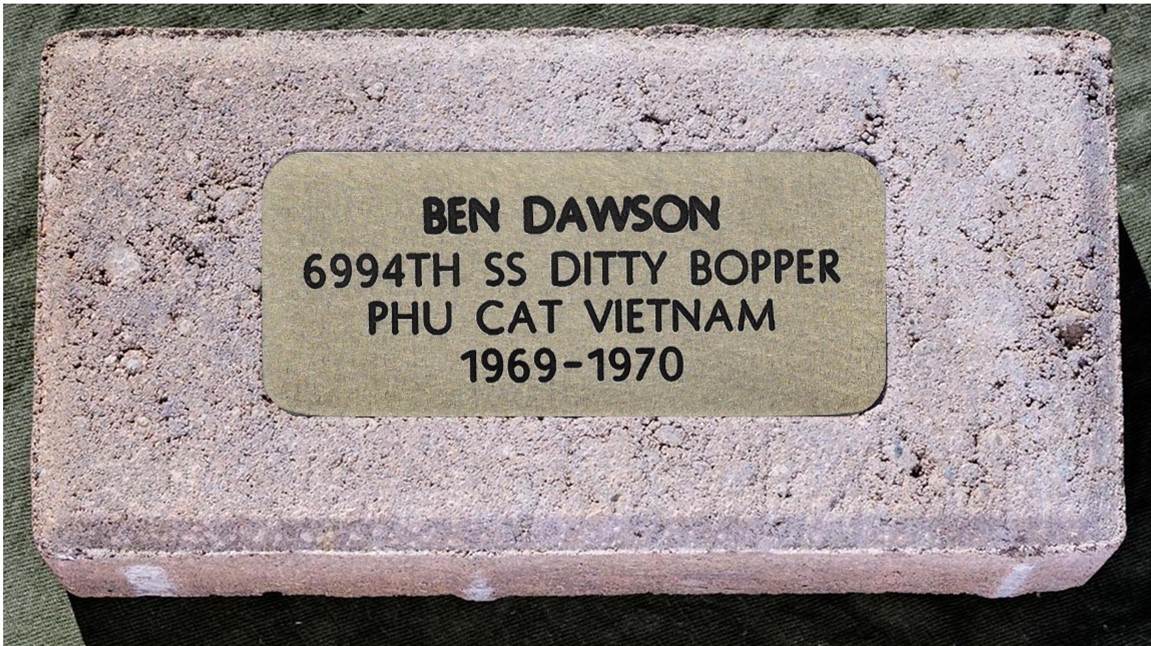 BEN DAWSON
6994TH SS DITTY BOPPER
PHU CAT VIETNAM
1969-1970